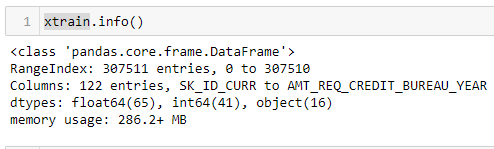 1 xtrain.info()
<class 'pandas.core.frame.DataFrame'>
RangeIndex: 307511 entries, 0 to 307510
Columns: 122 entries, SK_ID_CURR to AMT_REQ_CREDIT_BUREAU_YEAR
dtypes: float64(65), int64(41), object(16)
memory usage: 286.2+ MB